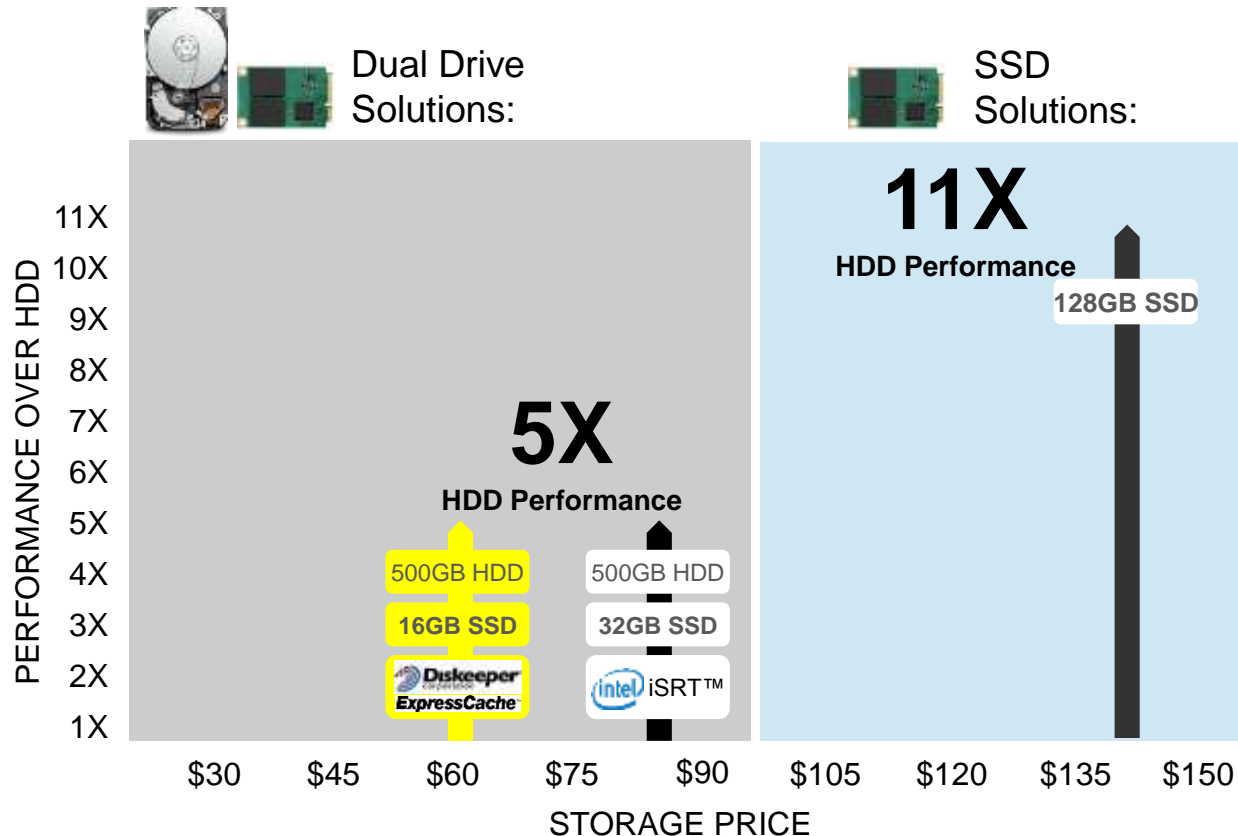 Dual Drive
Solutions:
SSD
Solutions:
PERFORMANCE OVER HDD
11X
10X
9X
8X
7X
6X
5X
4X
3X
2X
1X
5X
HDD Performance
500GB HDD
16GB SSD
Diskeeper
ExpressCache
500GB HDD
32GB SSD
intel iSRT™
11X
HDD Performance
128GB SSD
$30 $45 $60 $75 $90 $105 $120 $135 $150
STORAGE PRICE